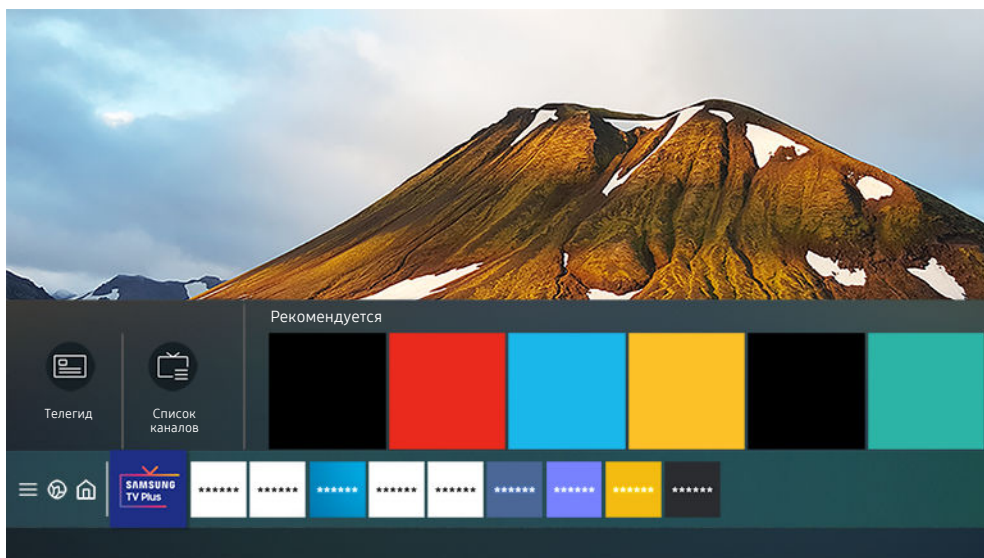 Рекомендуется
Телегид
Список
каналов
SAMSUNG
TV Plus
****** ****** ****** ****** ****** ****** ****** ****** ******